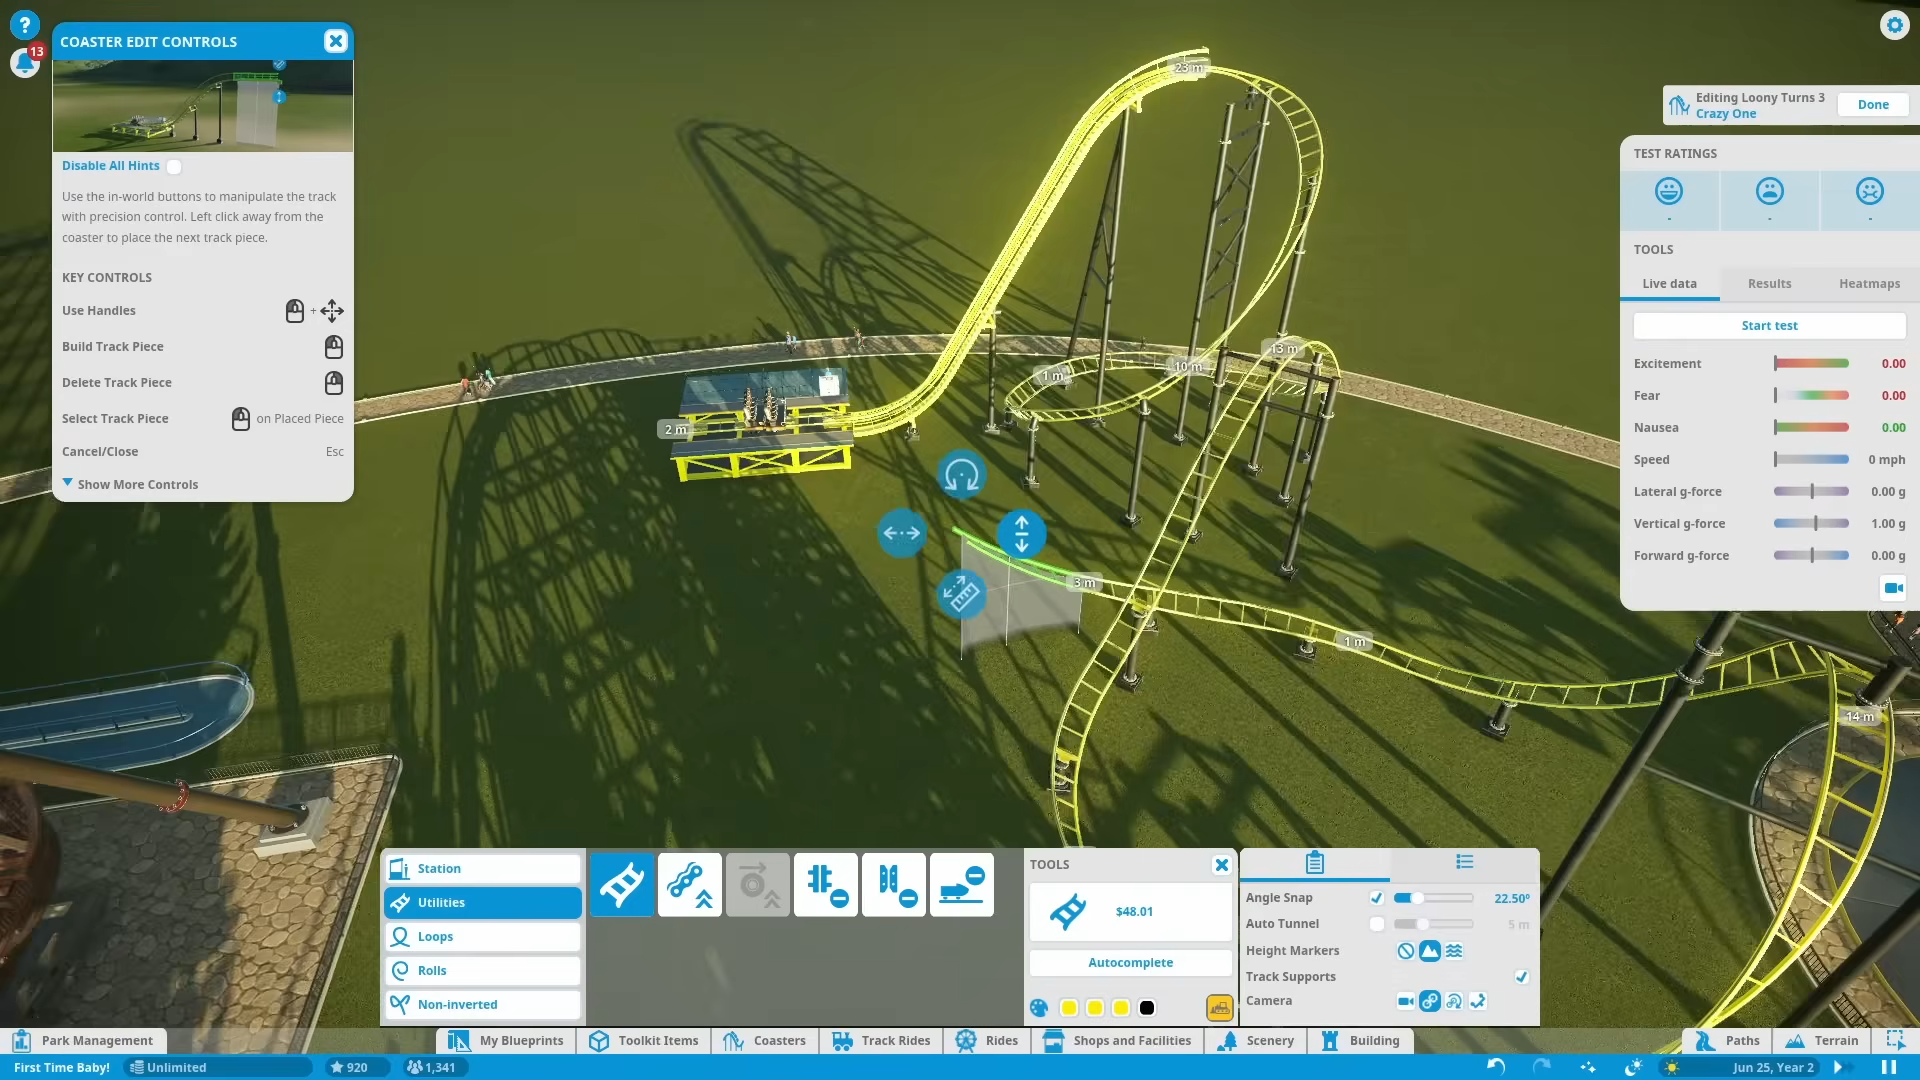 ?
13
COASTER EDIT CONTROLS
Disable All Hints
Use the in-world buttons to manipulate the track
with precision control. Left click away from the
coaster to place the next track piece.
KEY CONTROLS
Use Handles +
Build Track Piece
Delete Track Piece
Select Track Piece on Placed Piece
Cancel/Close Esc
Show More Controls
23 m
13 m
10 m
1 m
2 m
3 m
1 m
14 m
Editing Loony Turns 3
Crazy One
Done
TEST RATINGS
- - -
TOOLS
Live data Results Heatmaps
Start test
Excitement 0.00
Fear 0.00
Nausea 0.00
Speed 0 mph
Lateral g-force 0.00 g
Vertical g-force 1.00 g
Forward g-force 0.00 g
Station
Utilities
Loops
Rolls
Non-inverted
TOOLS
$48.01
Autocomplete
Angle Snap 22.50°
Auto Tunnel 5 m
Height Markers
Track Supports
Camera
Park Management
My Blueprints Toolkit Items Coasters Track Rides Rides Shops and Facilities Scenery Building Paths Terrain
First Time Baby! Unlimited 920 1,341 Jun 25, Year 2